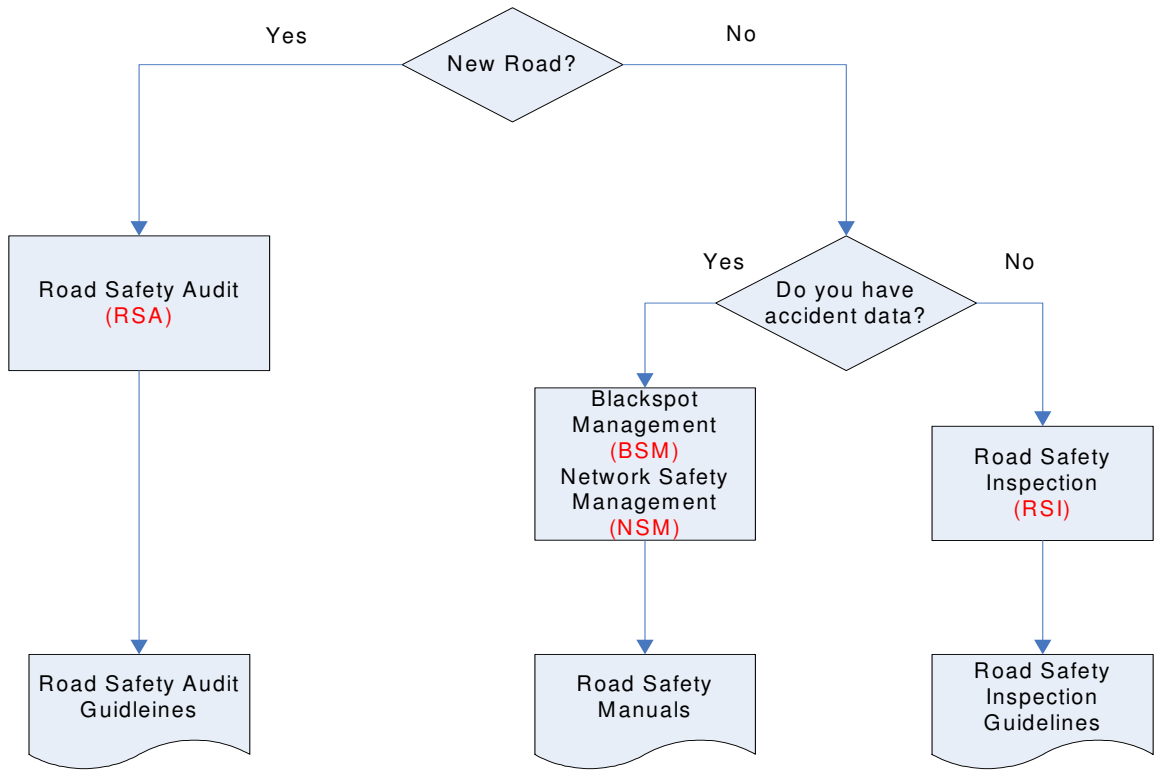 Yes
New Road?
No
Road Safety Audit
(RSA)
Yes
Do you have
accident data?
No
Blackspot
Management
(BSM)
Network Safety
Management
(NSM)
Road Safety
Inspection
(RSI)
Road Safety Audit
Guidleines
Road Safety
Manuals
Road Safety
Inspection
Guidelines